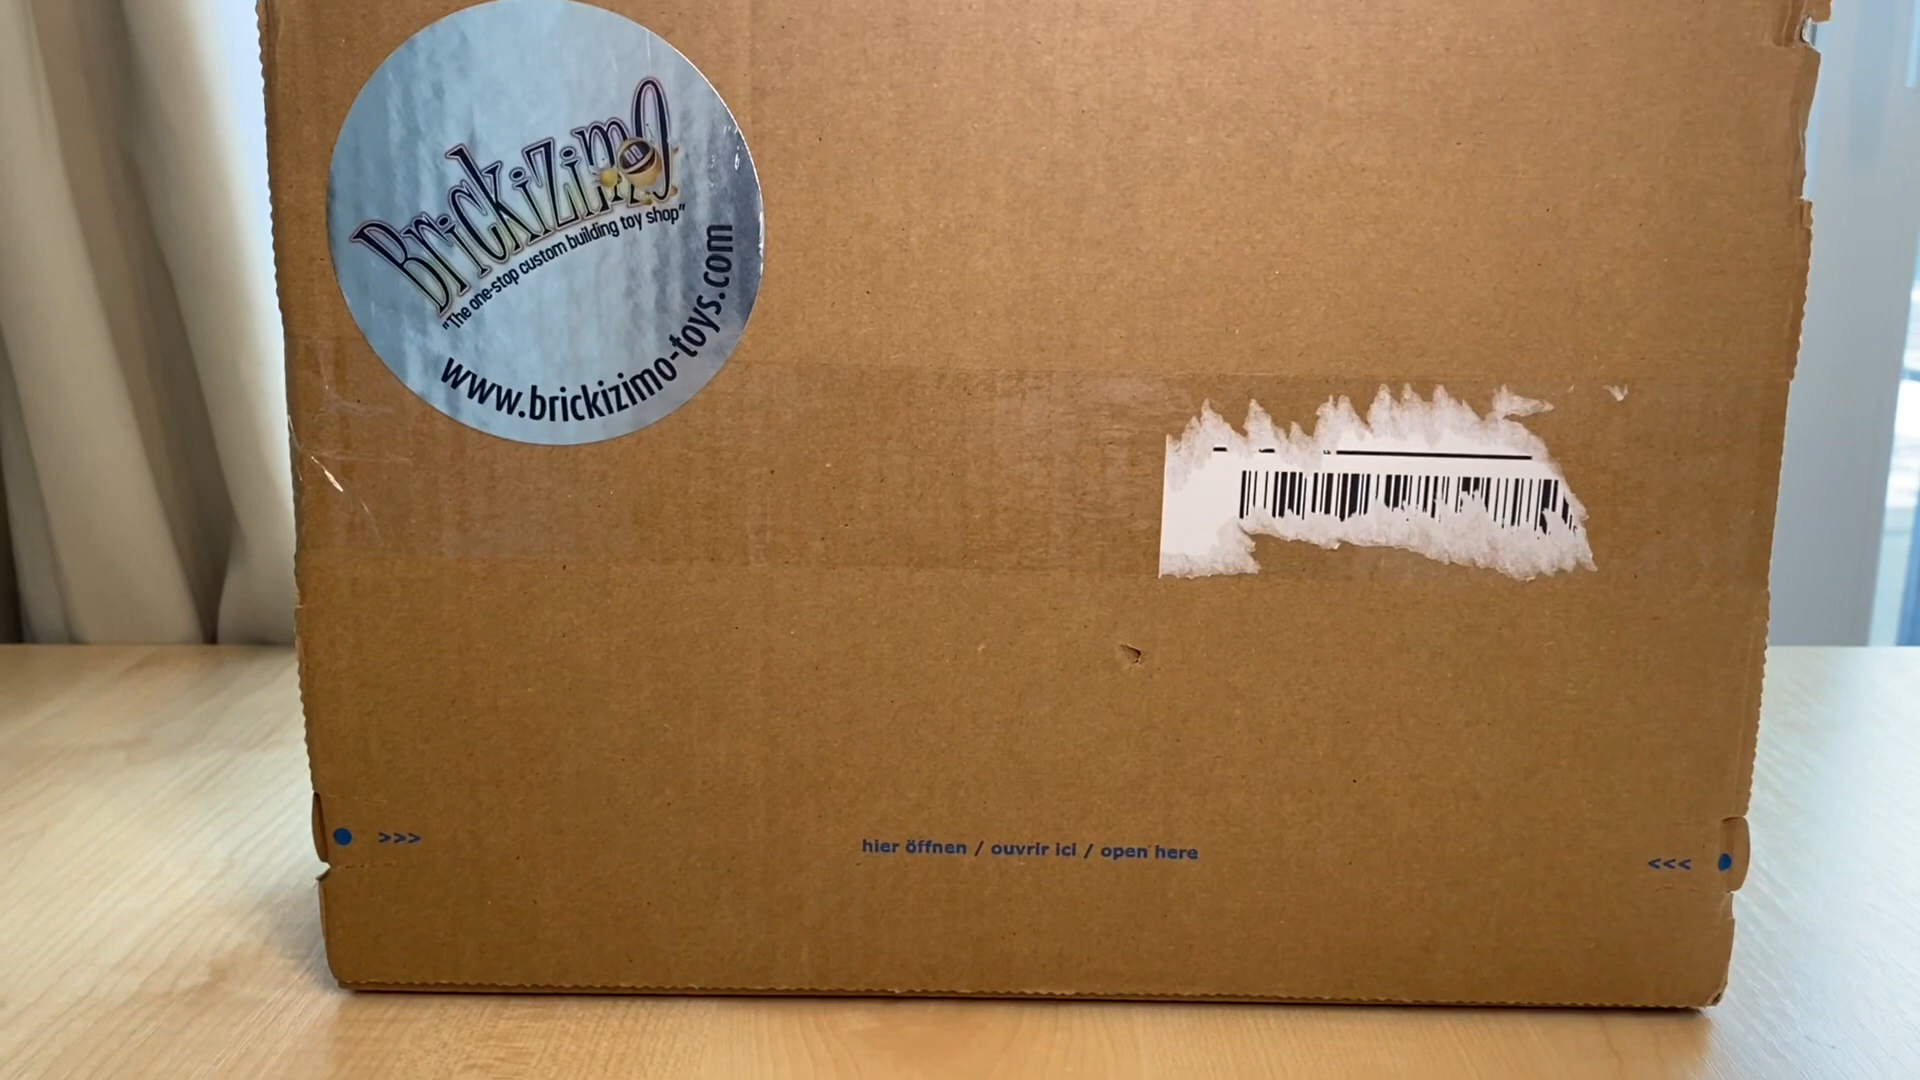 Brickizimo
"The one-stop custom building toy shop"
www.brickizimo-toys.com
>>> hier öffnen / ouvrir ici / open here <<<